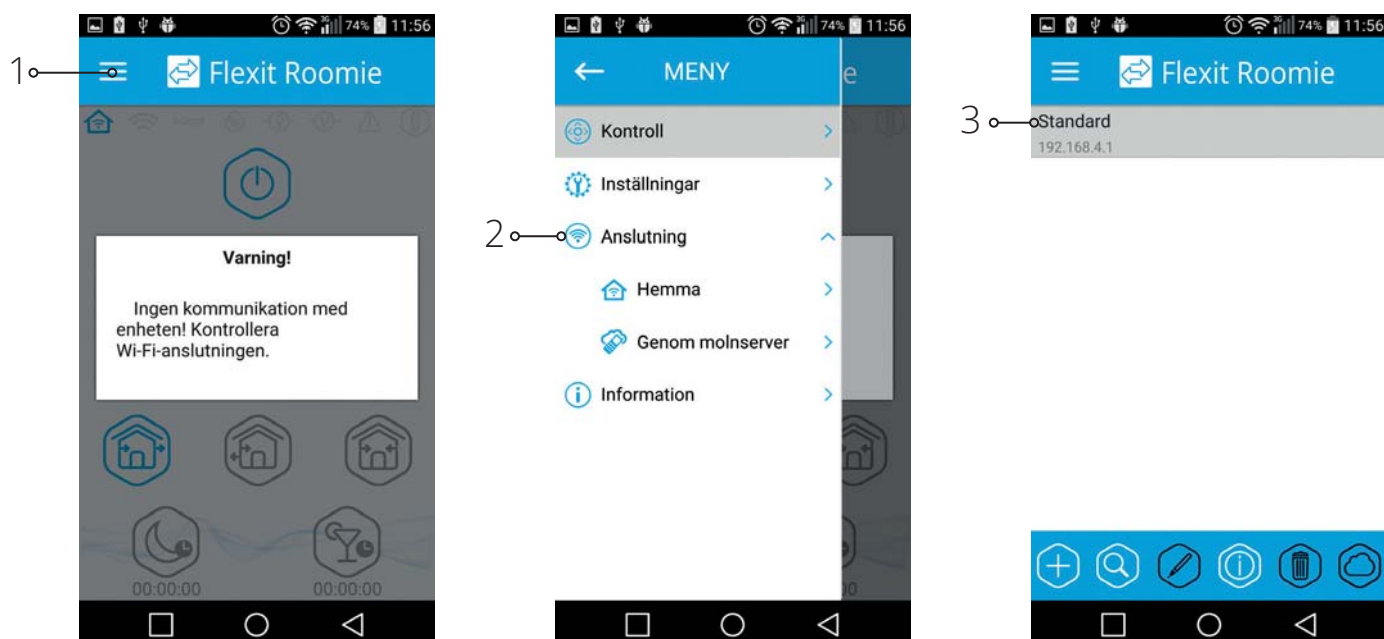 74% 11:56
1
Flexit Roomie
Varning!
Ingen kommunikation med
enheten! Kontrollera
Wi-Fi-anslutningen.
00:00:00 00:00:00
74% 11:56
MENY
e
Kontroll
Inställningar
2
Anslutning
Hemma
Genom molnserver
Information
00
3G 74% 11:56
Flexit Roomie
3
Standard
192.168.4.1